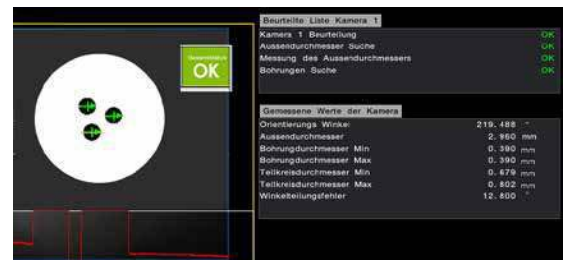 OK
Beurteilte Liste Kamera 1
Kamera 1 Beurteilung OK
Aussendurchmesser Suche OK
Messung des Aussendurchmessers OK
Bohrungen Suche OK
Gemessene Werte der Kamera
Orientierungs Winkel 219.488 °
Aussendurchmesser 2.960 mm
Bohrungdurchmesser Min 0.390 mm
Bohrungdurchmesser Max 0.390 mm
Teilkreisdurchmesser Min 0.679 mm
Teilkreisdurchmesser Max 0.802 mm
Winkelteilungsfehler 12.800 °